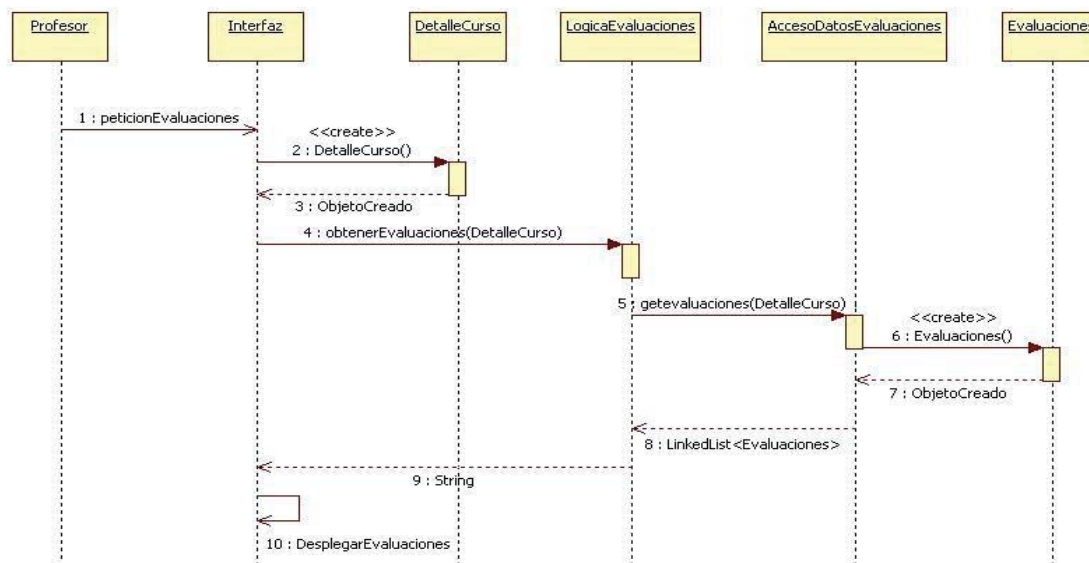 Profesor
Interfaz
DetalleCurso
LogicaEvaluaciones
AccesoDatosEvaluaciones
Evaluaciones
1 : peticionEvaluaciones
<<create>>
2 : DetalleCurso()
3 : ObjetoCreado
4 : obtenerEvaluaciones(DetalleCurso)
5 : getevaluaciones(DetalleCurso)
<<create>>
6 : Evaluaciones()
7 : ObjetoCreado
8 : LinkedList<Evaluaciones>
9 : String
10 : DesplegarEvaluaciones